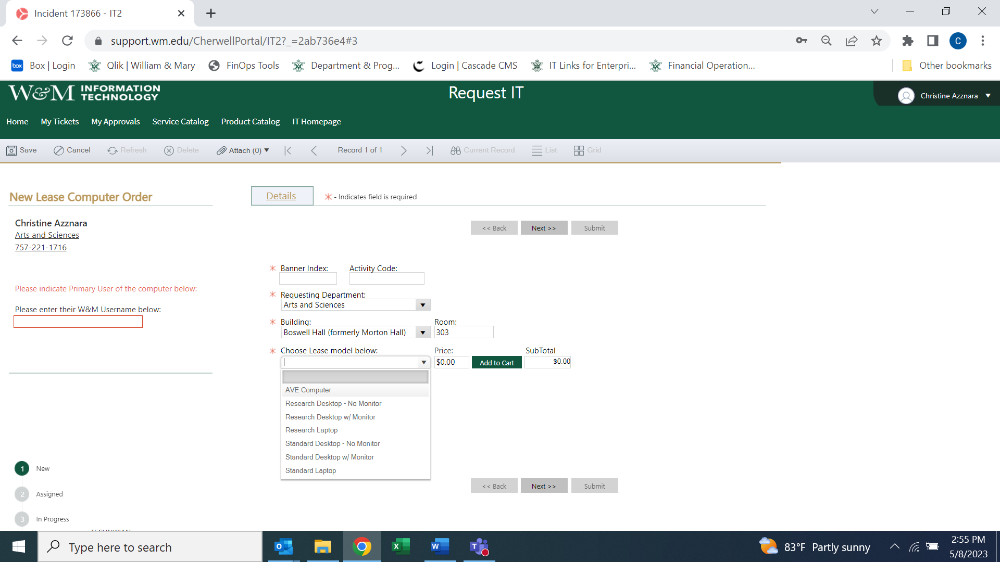 Incident 173866 - IT2
support.wm.edu/CherwellPortal/IT2?_=2ab736e4#3
C
box Box | Login Qlik | William & Mary FinOps Tools Department & Prog... Login | Cascade CMS IT Links for Enterpri... Financial Operation... Other bookmarks
W&M INFORMATION TECHNOLOGY
Request IT
Christine Azznara
Home My Tickets My Approvals Service Catalog Product Catalog IT Homepage
Save Cancel Refresh Delete Attach (0) Record 1 of 1 Current Record List Grid
New Lease Computer Order
Details
- Indicates field is required
Christine Azznara
Arts and Sciences
757-221-1716
<< Back Next >> Submit
Banner Index: Activity Code:
Please indicate Primary User of the computer below:
Please enter their W&M Username below:
Requesting Department:
Arts and Sciences
Building: Room:
Boswell Hall (formerly Morton Hall) 303
Choose Lease model below: Price: SubTotal
$0.00 Add to Cart $0.00
AVE Computer
Research Desktop - No Monitor
Research Desktop w/ Monitor
Research Laptop
Standard Desktop - No Monitor
Standard Desktop w/ Monitor
Standard Laptop
1 New
2 Assigned
3 In Progress
<< Back Next >> Submit
TECHNICIAN
Type here to search
83°F Partly sunny
2:55 PM
5/8/2023